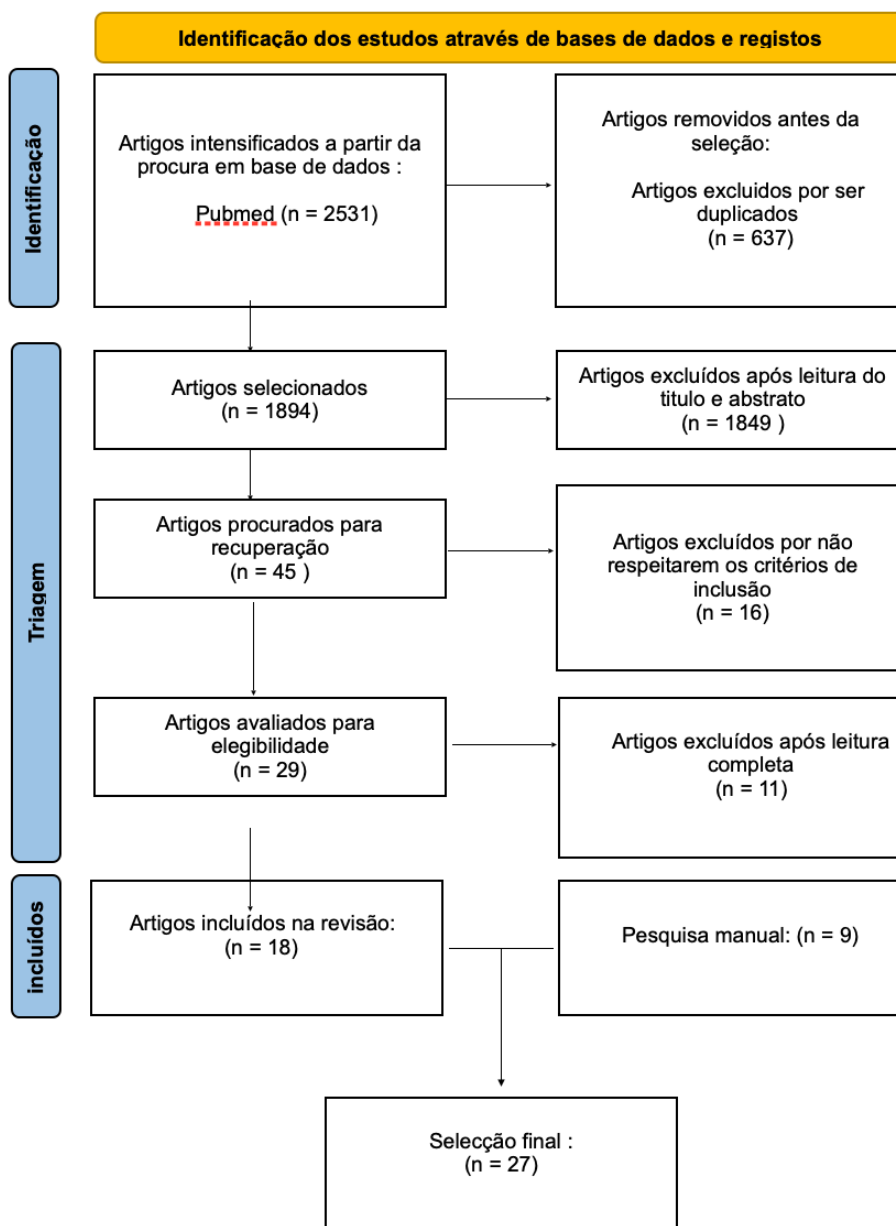 Identificação dos estudos através de bases de dados e registos
Identificação
Artigos intensificados a partir da
procura em base de dados :
Pubmed (n = 2531)
Artigos removidos antes da
seleção:
Artigos excluidos por ser
duplicados
(n = 637)
Triagem
Artigos selecionados
(n = 1894)
Artigos excluídos após leitura do
titulo e abstrato
(n = 1849 )
Artigos procurados para
recuperação
(n = 45 )
Artigos excluídos por não
respeitarem os critérios de
inclusão
(n = 16)
Artigos avaliados para
elegibilidade
(n = 29)
Artigos excluídos após leitura
completa
(n = 11)
incluídos
Artigos incluídos na revisão:
(n = 18)
Pesquisa manual: (n = 9)
Selecção final :
(n = 27)